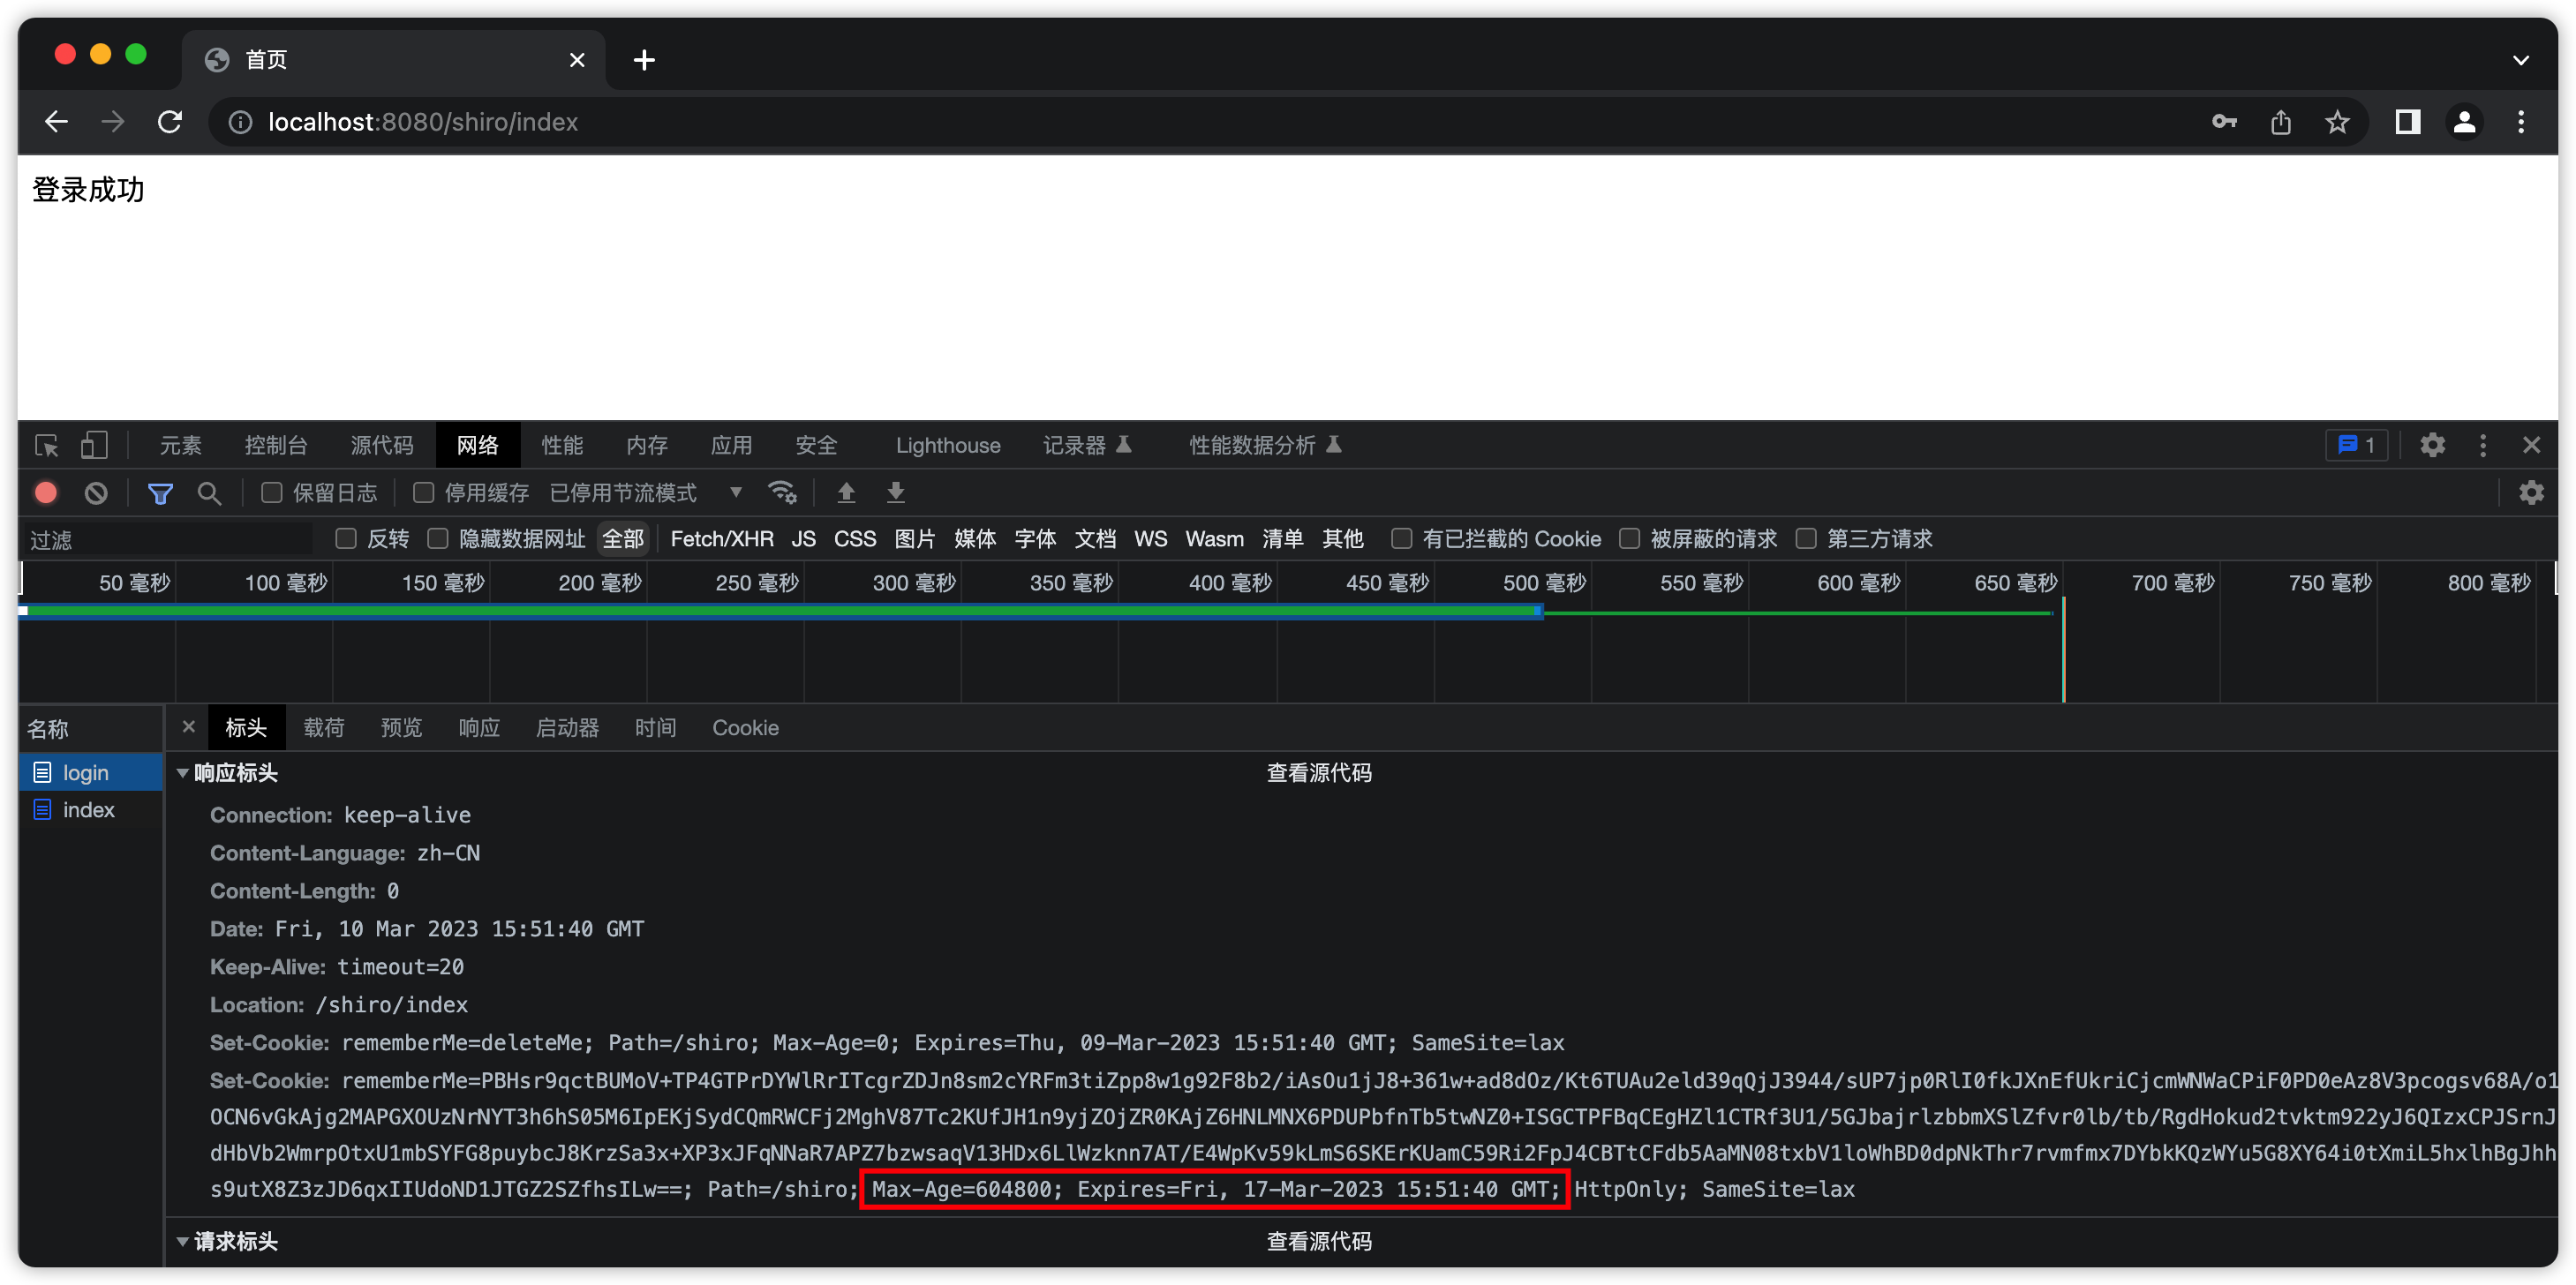 首页
localhost:8080/shiro/index
登录成功
元素 控制台 源代码 网络 性能 内存 应用 安全 Lighthouse 记录器 性能数据分析 1
保留日志 停用缓存 已停用节流模式
过滤 反转 隐藏数据网址 全部 Fetch/XHR JS CSS 图片 媒体 字体 文档 WS Wasm 清单 其他 有已拦截的 Cookie 被屏蔽的请求 第三方请求
50 毫秒 100 毫秒 150 毫秒 200 毫秒 250 毫秒 300 毫秒 350 毫秒 400 毫秒 450 毫秒 500 毫秒 550 毫秒 600 毫秒 650 毫秒 700 毫秒 750 毫秒 800 毫秒
名称 标头 载荷 预览 响应 启动器 时间 Cookie
login
index
响应标头 查看源代码
Connection: keep-alive
Content-Language: zh-CN
Content-Length: 0
Date: Fri, 10 Mar 2023 15:51:40 GMT
Keep-Alive: timeout=20
Location: /shiro/index
Set-Cookie: rememberMe=deleteMe; Path=/shiro; Max-Age=0; Expires=Thu, 09-Mar-2023 15:51:40 GMT; SameSite=lax
Set-Cookie: rememberMe=PBHsr9qctBUMoV+TP4GTPrDYWlRrITcgrZDJn8sm2cYRFm3tiZpp8w1g92F8b2/iAsOu1jJ8+361w+ad8dOz/Kt6TUAu2eld39qQjJ3944/sUP7jp0RlI0fkJXnEfUkriCjcmWNWaCPiF0PD0eAz8V3pcogsv68A/o1
OCN6vGkAjg2MAPGXOUzNrNYT3h6hS05M6IpEKjSydCQmRWCFj2MghV87Tc2KUfJH1n9yjZOjZR0KAjZ6HNLMNX6PDUPbfnTb5twNZ0+ISGCTPFBqCEgHZl1CTRf3U1/5GJbajrlzbbmXSlZfvr0lb/tb/RgdHokud2tvktm922yJ6QIzxCPJSrnJ
dHbVb2WmrpOtxU1mbSYFG8puybcJ8KrzSa3x+XP3xJFqNNaR7APZ7bzwsaqV13HDx6LlWzknn7AT/E4WpKv59kLmS6SKErKUamC59Ri2FpJ4CBTtCFdb5AaMN08txbV1loWhBD0dpNkThr7rvmfmx7DYbkKQzWYu5G8XY64i0tXmiL5hxlhBgJhh
s9utX8Z3zJD6qxIIUdoND1JTGZ2SZfhsILw==; Path=/shiro; Max-Age=604800; Expires=Fri, 17-Mar-2023 15:51:40 GMT; HttpOnly; SameSite=lax
请求标头 查看源代码